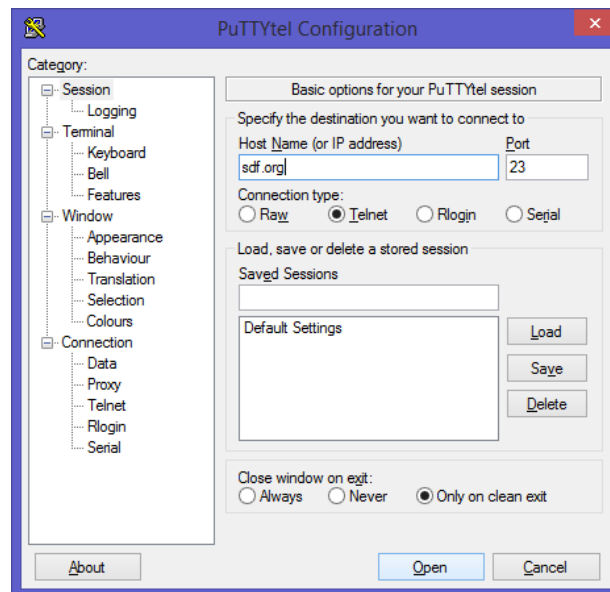 PuTTYtel Configuration
Category:
Session
Logging
Terminal
Keyboard
Bell
Features
Window
Appearance
Behaviour
Translation
Selection
Colours
Connection
Data
Proxy
Telnet
Rlogin
Serial
Basic options for your PuTTYtel session
Specify the destination you want to connect to
Host Name (or IP address) Port
sdf.org 23
Connection type:
Raw Telnet Rlogin Serial
Load, save or delete a stored session
Saved Sessions
Default Settings
Load
Save
Delete
Close window on exit:
Always Never Only on clean exit
About Open Cancel